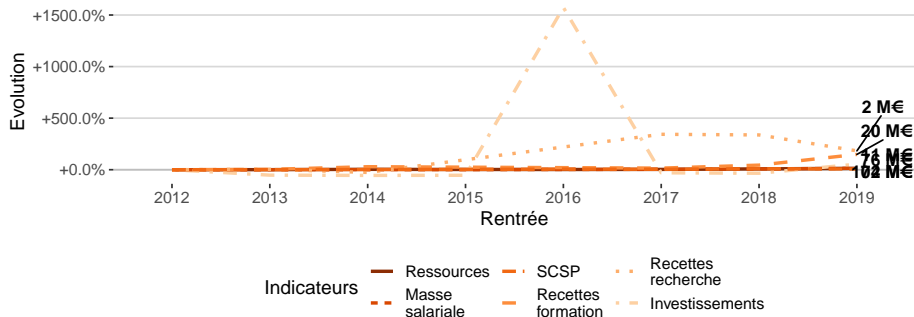 +1500.0%
+1000.0%
+500.0%
+0.0%
Evolution
2 M€
20 M€
76 M€
2012
2013
2014
2015
2016
2017
2018
2019
Rentrée
Indicateurs
Ressources
Masse
salariale
SCSP
Recettes
formation
Recettes
recherche
Investissements